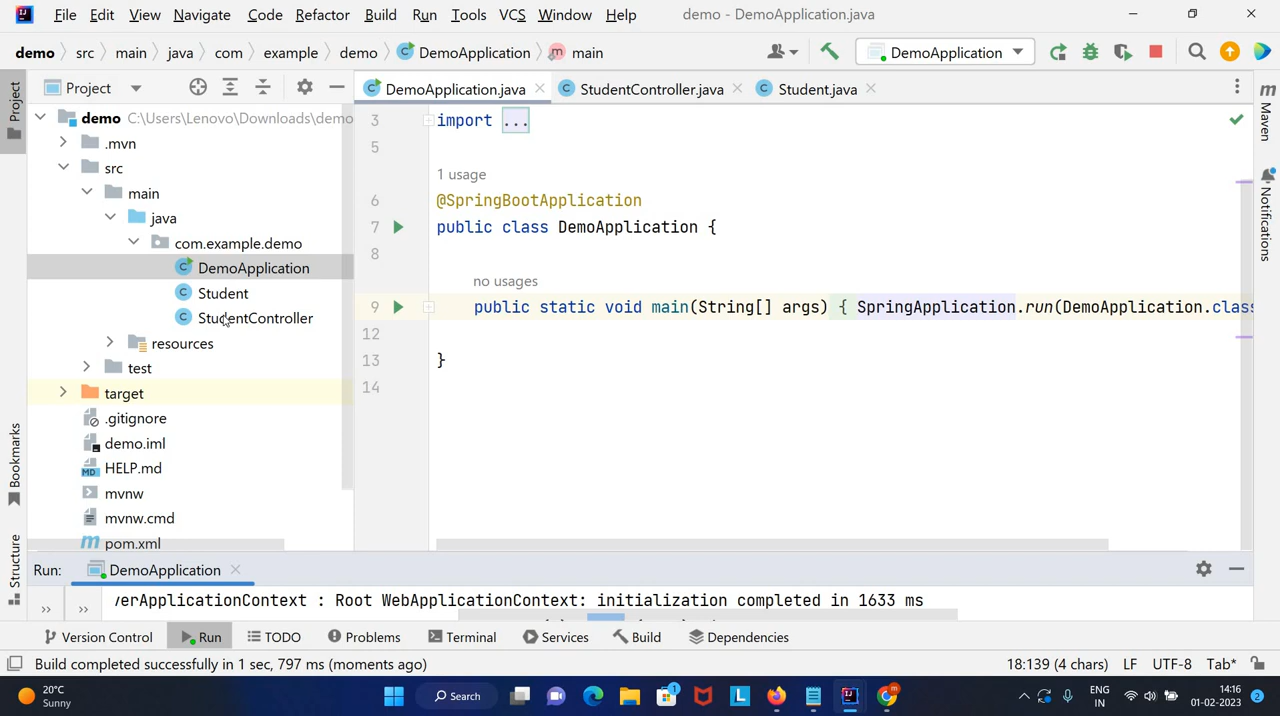 File Edit View Navigate Code Refactor Build Run Tools VCS Window Help demo - DemoApplication.java
demo src main java com example demo DemoApplication main DemoApplication
Project
DemoApplication.java StudentController.java Student.java
Project
Bookmarks
Structure
demo C:\Users\Lenovo\Downloads\demo
.mvn
src
main
java
com.example.demo
DemoApplication
Student
StudentController
resources
test
target
.gitignore
demo.iml
HELP.md
mvnw
mvnw.cmd
pom.xml
3 import ...
5
1 usage
6 @SpringBootApplication
7 public class DemoApplication {
8
no usages
9 public static void main(String[] args) { SpringApplication.run(DemoApplication.class
12
13 }
14
Maven
Notifications
Run: DemoApplication
verApplicationContext : Root WebApplicationContext: initialization completed in 1633 ms
Version Control Run TODO Problems Terminal Services Build Dependencies
Build completed successfully in 1 sec, 797 ms (moments ago) 18:139 (4 chars) LF UTF-8 Tab*
20°C
Sunny
Search
ENG
IN
14:16
01-02-2023
2